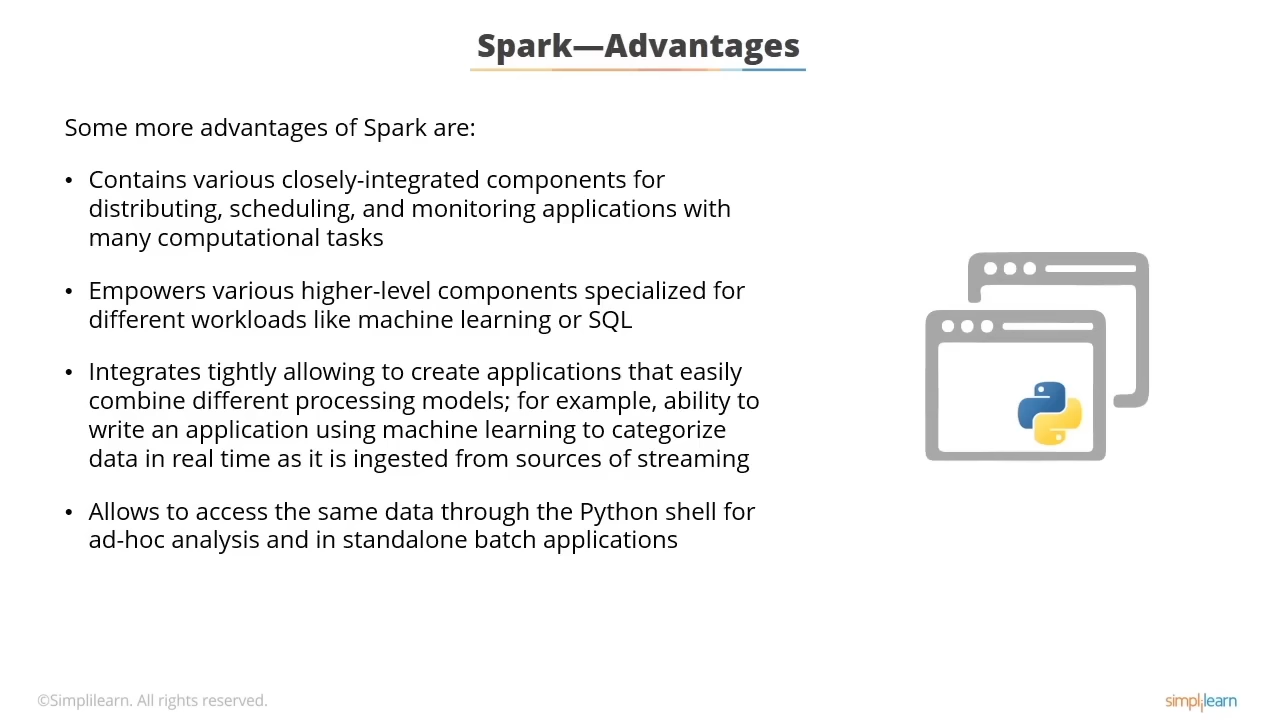 Spark—Advantages
Some more advantages of Spark are:
• Contains various closely-integrated components for
distributing, scheduling, and monitoring applications with
many computational tasks
• Empowers various higher-level components specialized for
different workloads like machine learning or SQL
• Integrates tightly allowing to create applications that easily
combine different processing models; for example, ability to
write an application using machine learning to categorize
data in real time as it is ingested from sources of streaming
• Allows to access the same data through the Python shell for
ad-hoc analysis and in standalone batch applications
©Simplilearn. All rights reserved.
simplilearn